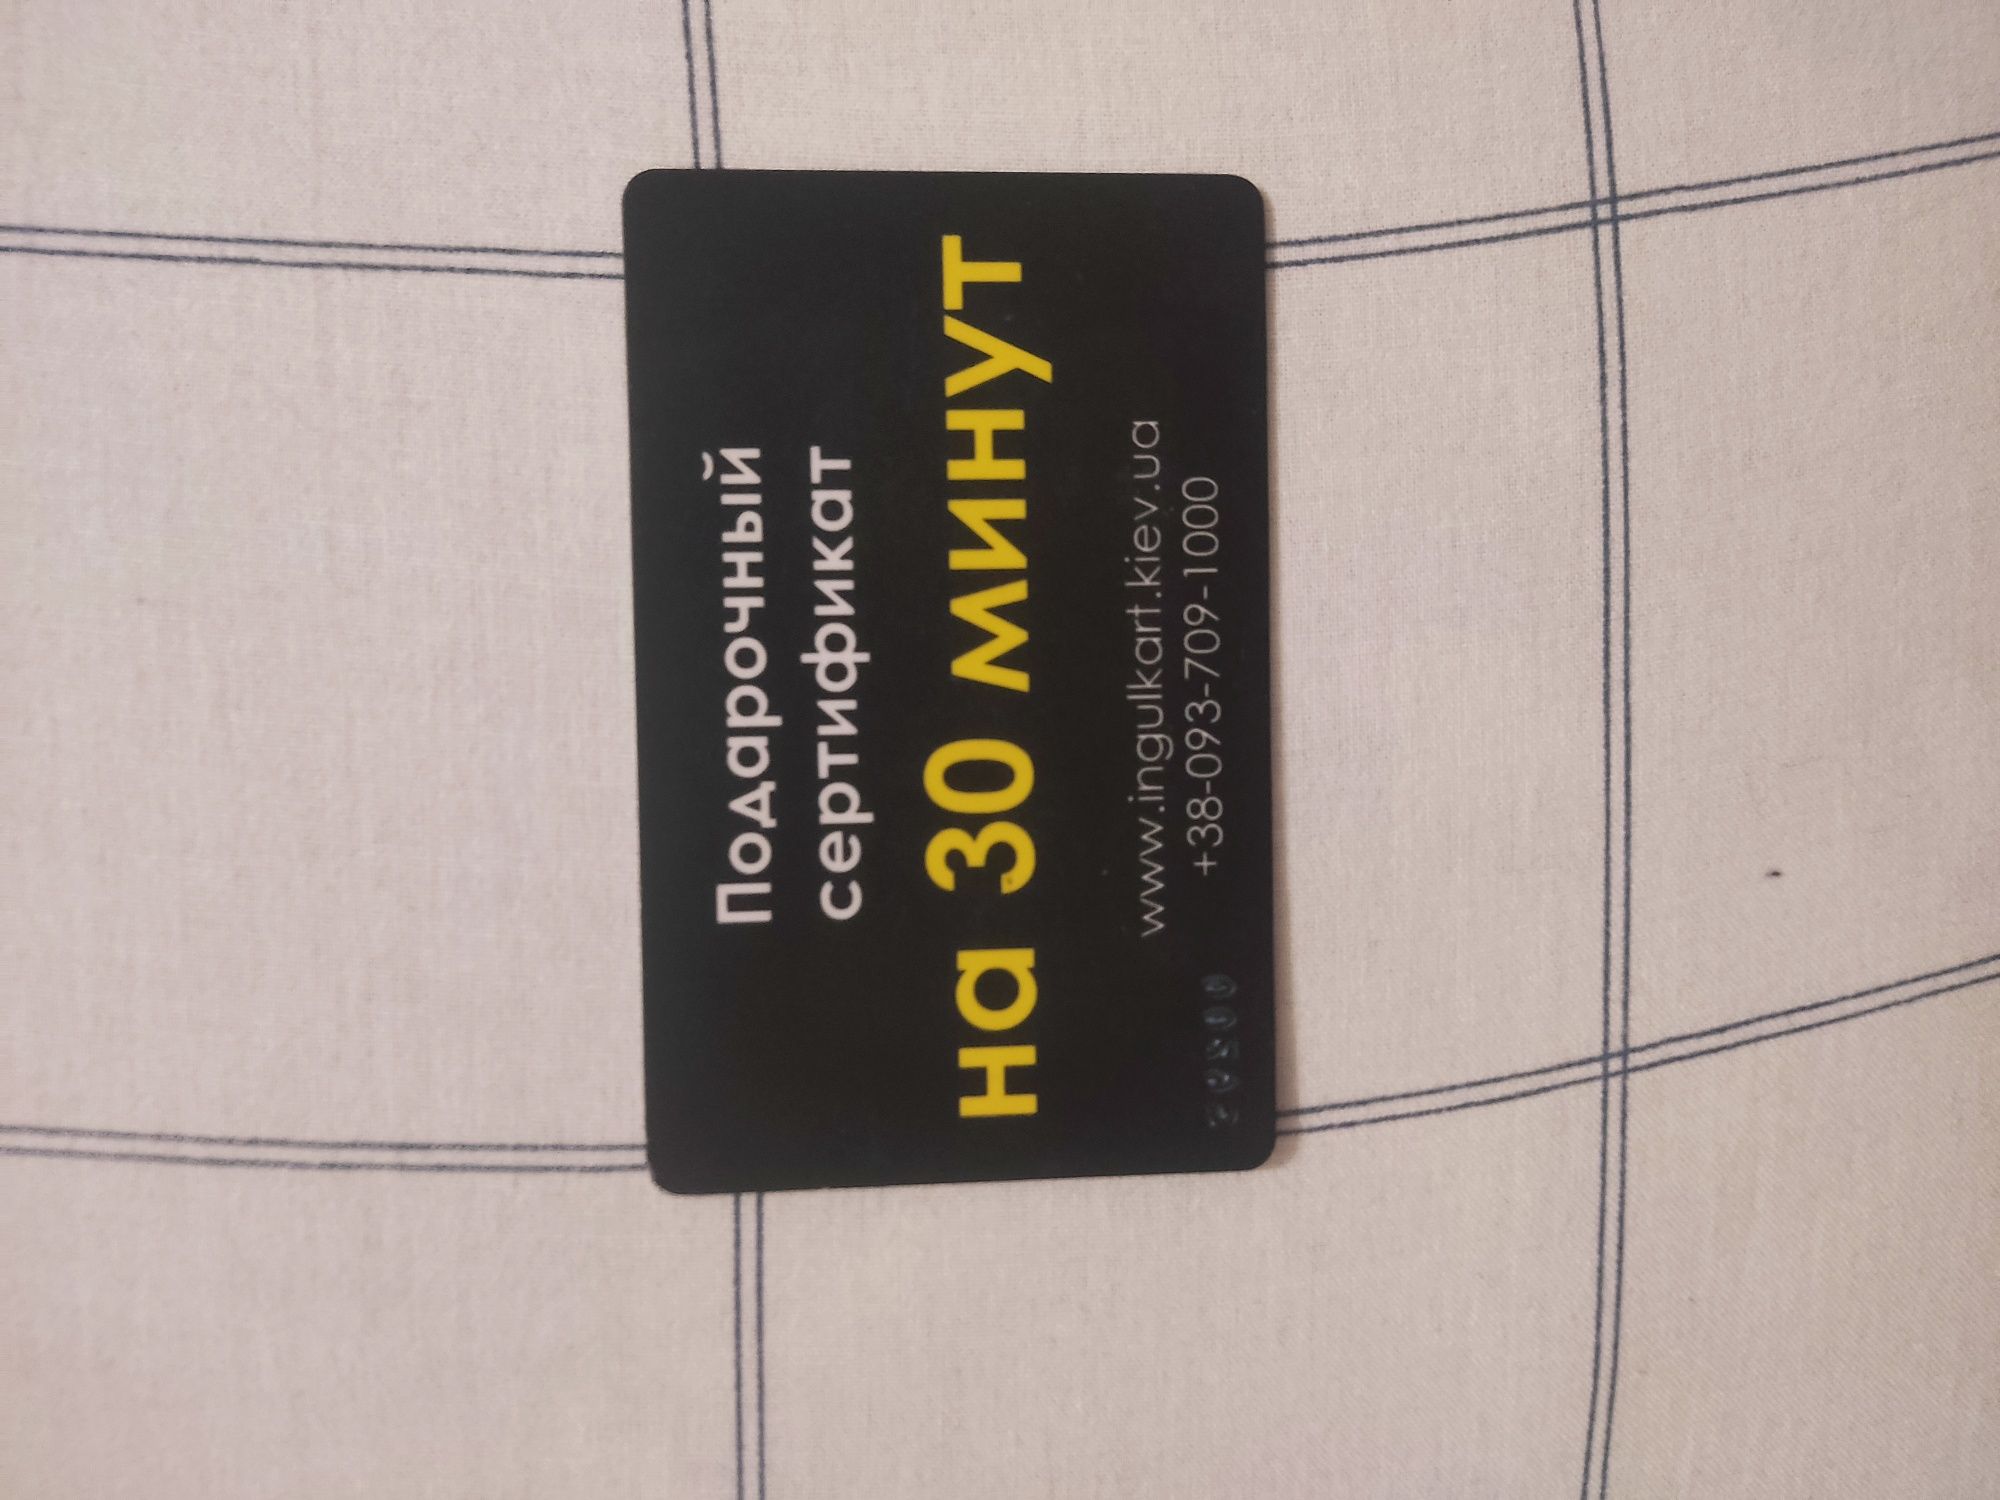 Подарочный
сертификат
на 30 минут
www.ingulkart.kiev.ua
+38-093-709-1000